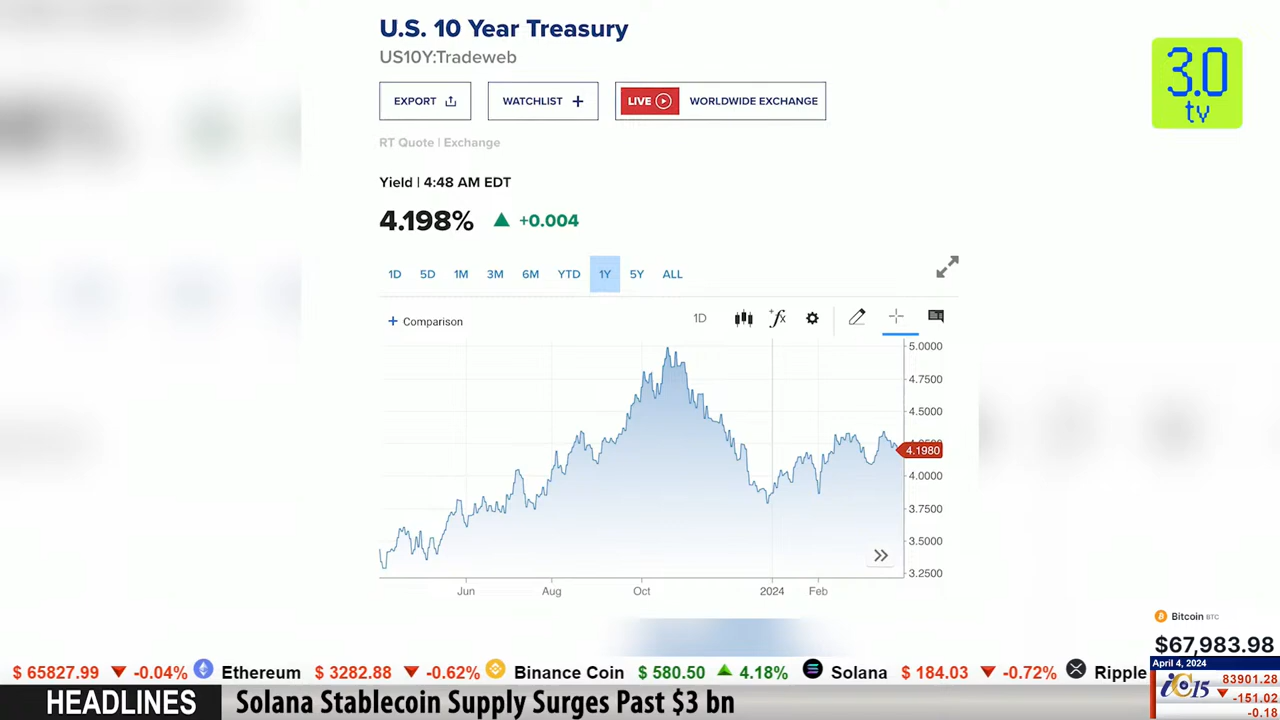 U.S. 10 Year Treasury
US10Y:Tradeweb
EXPORT
WATCHLIST +
LIVE WORLDWIDE EXCHANGE
RT Quote | Exchange
Yield | 4:48 AM EDT
4.198% ▲ +0.004
1D 5D 1M 3M 6M YTD 1Y 5Y ALL
+ Comparison
1D
5.0000
4.7500
4.5000
4.1980
4.0000
3.7500
3.5000
3.2500
Jun Aug Oct 2024 Feb
3.0
tv
Bitcoin BTC
$67,983.98
$ 65827.99 ▼ -0.04% Ethereum $ 3282.88 ▼ -0.62% Binance Coin $ 580.50 ▲ 4.18% Solana $ 184.03 ▼ -0.72% Ripple
April 4, 2024
iC15
83901.28
▼ -151.02
-0.18
HEADLINES
Solana Stablecoin Supply Surges Past $3 bn